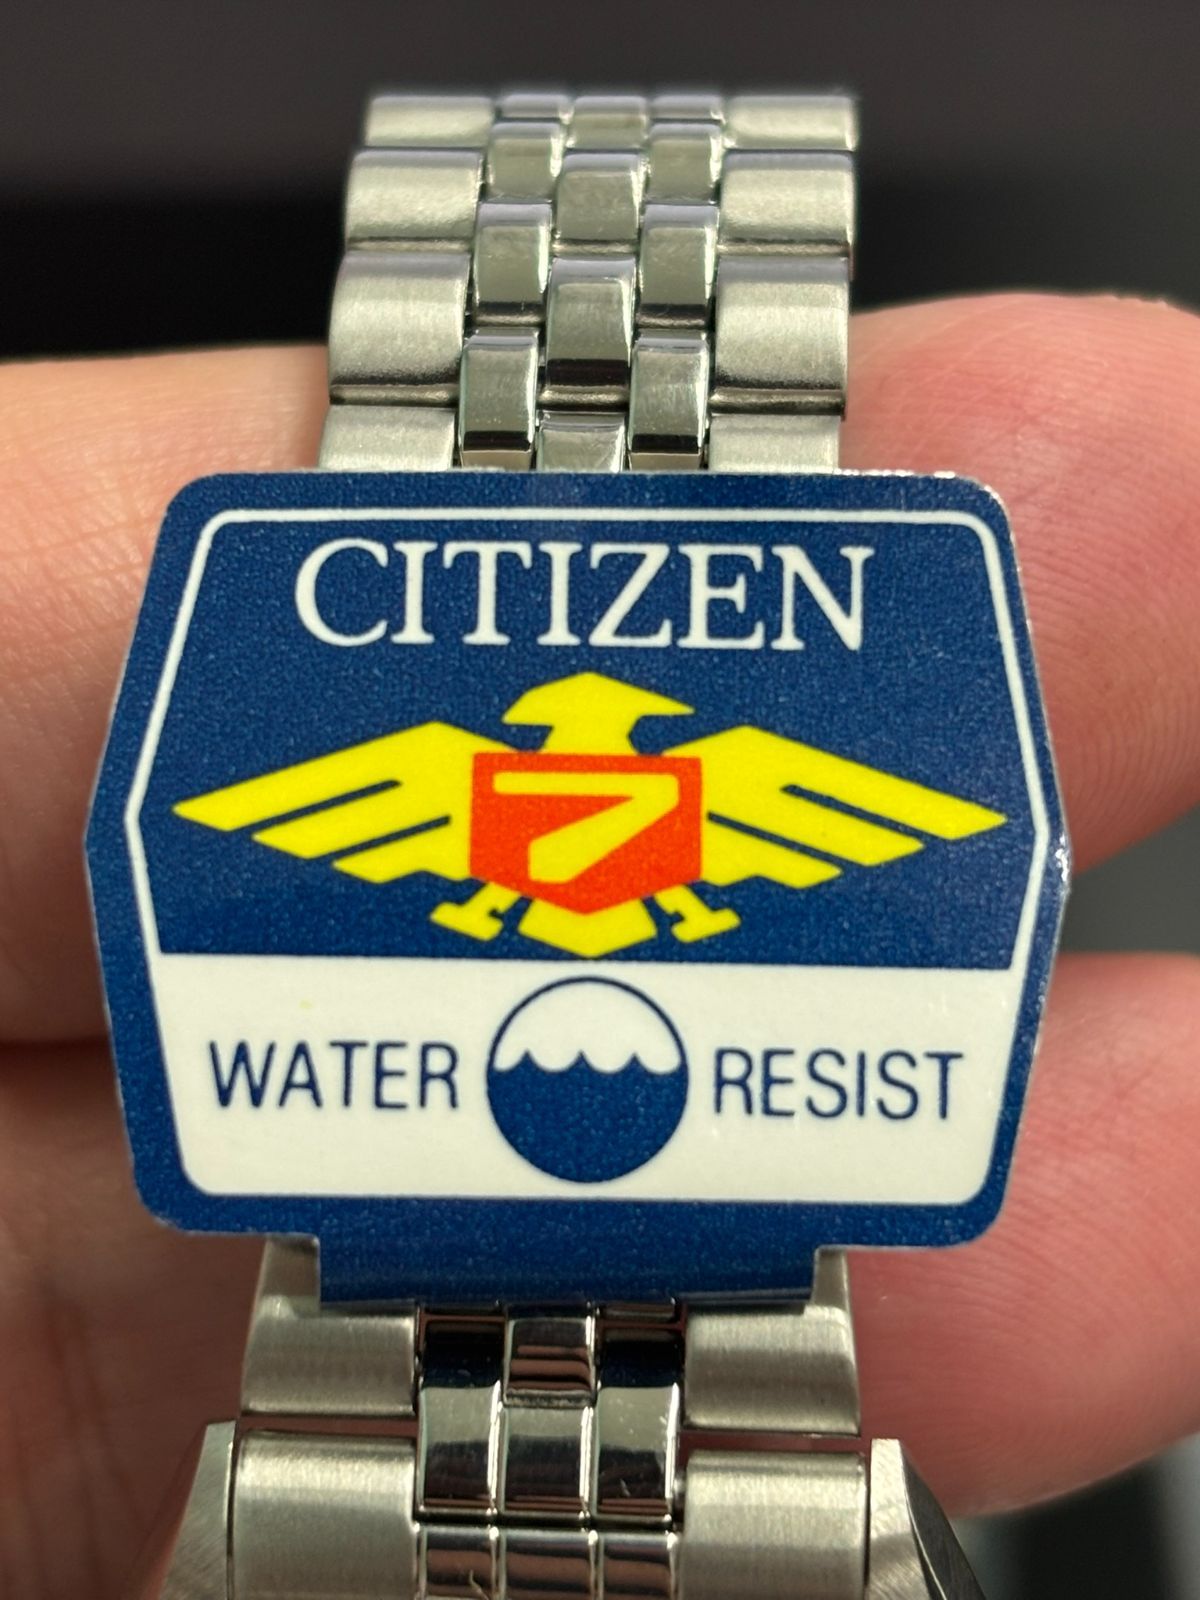 CITIZEN
7
WATER RESIST